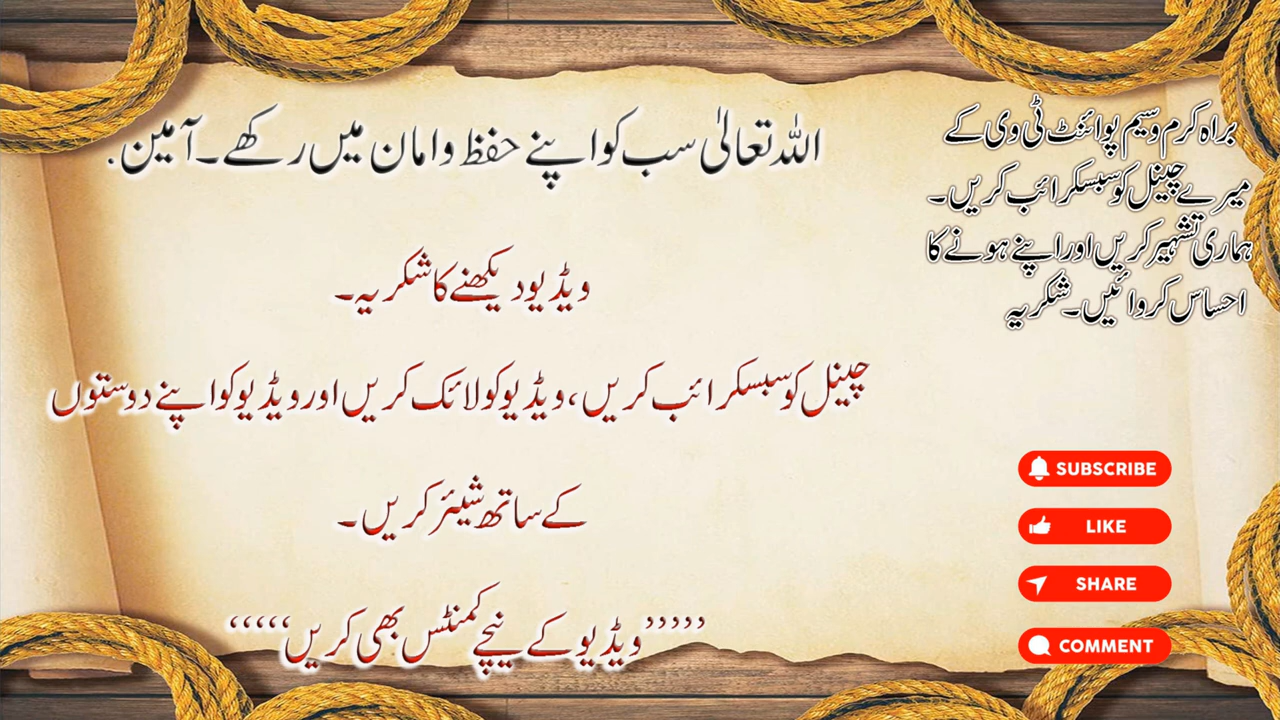 اللہ تعالیٰ سب کو اپنے حفظ و امان میں رکھے۔ آمین.
ویڈیو دیکھنے کا شکریہ۔
چینل کو سبسکرائب کریں، ویڈیو کو لائک کریں اور ویڈیو کو اپنے دوستوں
کے ساتھ شیئر کریں۔
’’’’’ویڈیو کے نیچے کمنٹس بھی کریں‘‘‘‘‘
براہ کرم وسیم پوائنٹ ٹی وی کے
میرے چینل کو سبسکرائب کریں۔
ہماری تشہیر کریں اور اپنے ہونے کا
احساس کروائیں۔ شکریہ
SUBSCRIBE
LIKE
SHARE
COMMENT